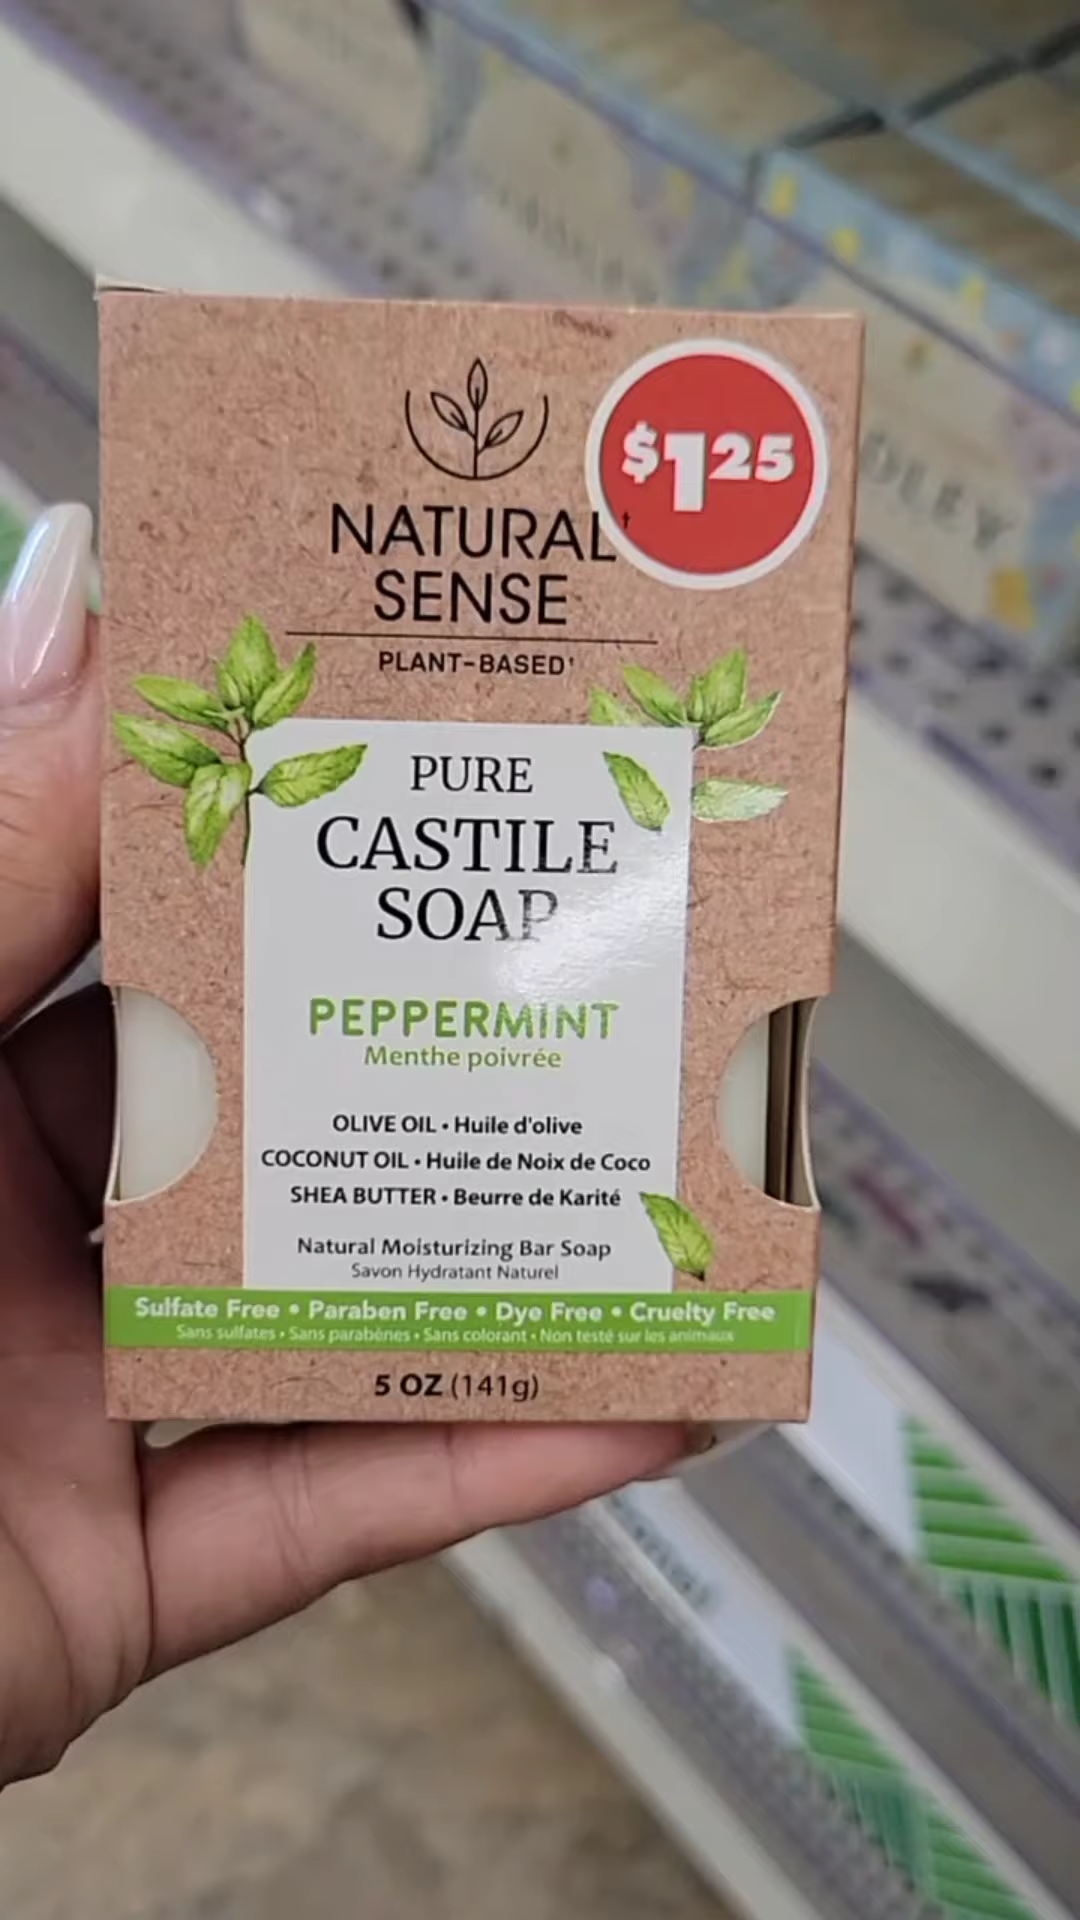 $1.25
NATURAL†
SENSE
PLANT-BASED†
PURE
CASTILE
SOAP
PEPPERMINT
Menthe poivrée
OLIVE OIL • Huile d'olive
COCONUT OIL • Huile de Noix de Coco
SHEA BUTTER • Beurre de Karité
Natural Moisturizing Bar Soap
Savon Hydratant Naturel
Sulfate Free • Paraben Free • Dye Free • Cruelty Free
Sans sulfates • Sans parabènes • Sans colorant • Non testé sur les animaux
5 OZ (141g)